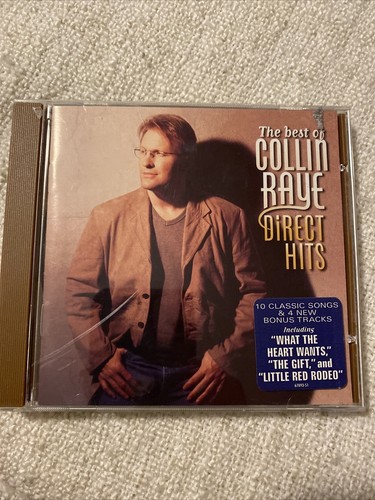 The best of
COLLIN
RAYE
DiRECT
HITS
10 CLASSIC SONGS
& 4 NEW
BONUS TRACKS
Including
"WHAT THE
HEART WANTS,"
"THE GIFT," and
"LITTLE RED RODEO"